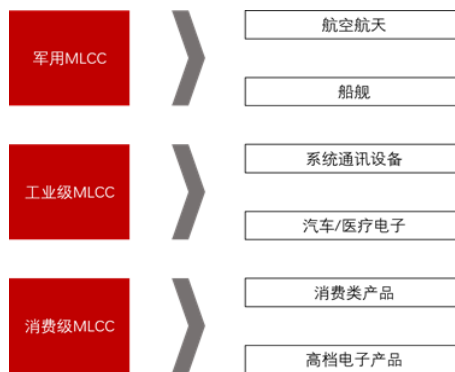 军用MLCC
航空航天
船舰
工业级MLCC
系统通讯设备
汽车/医疗电子
消费级MLCC
消费类产品
高档电子产品